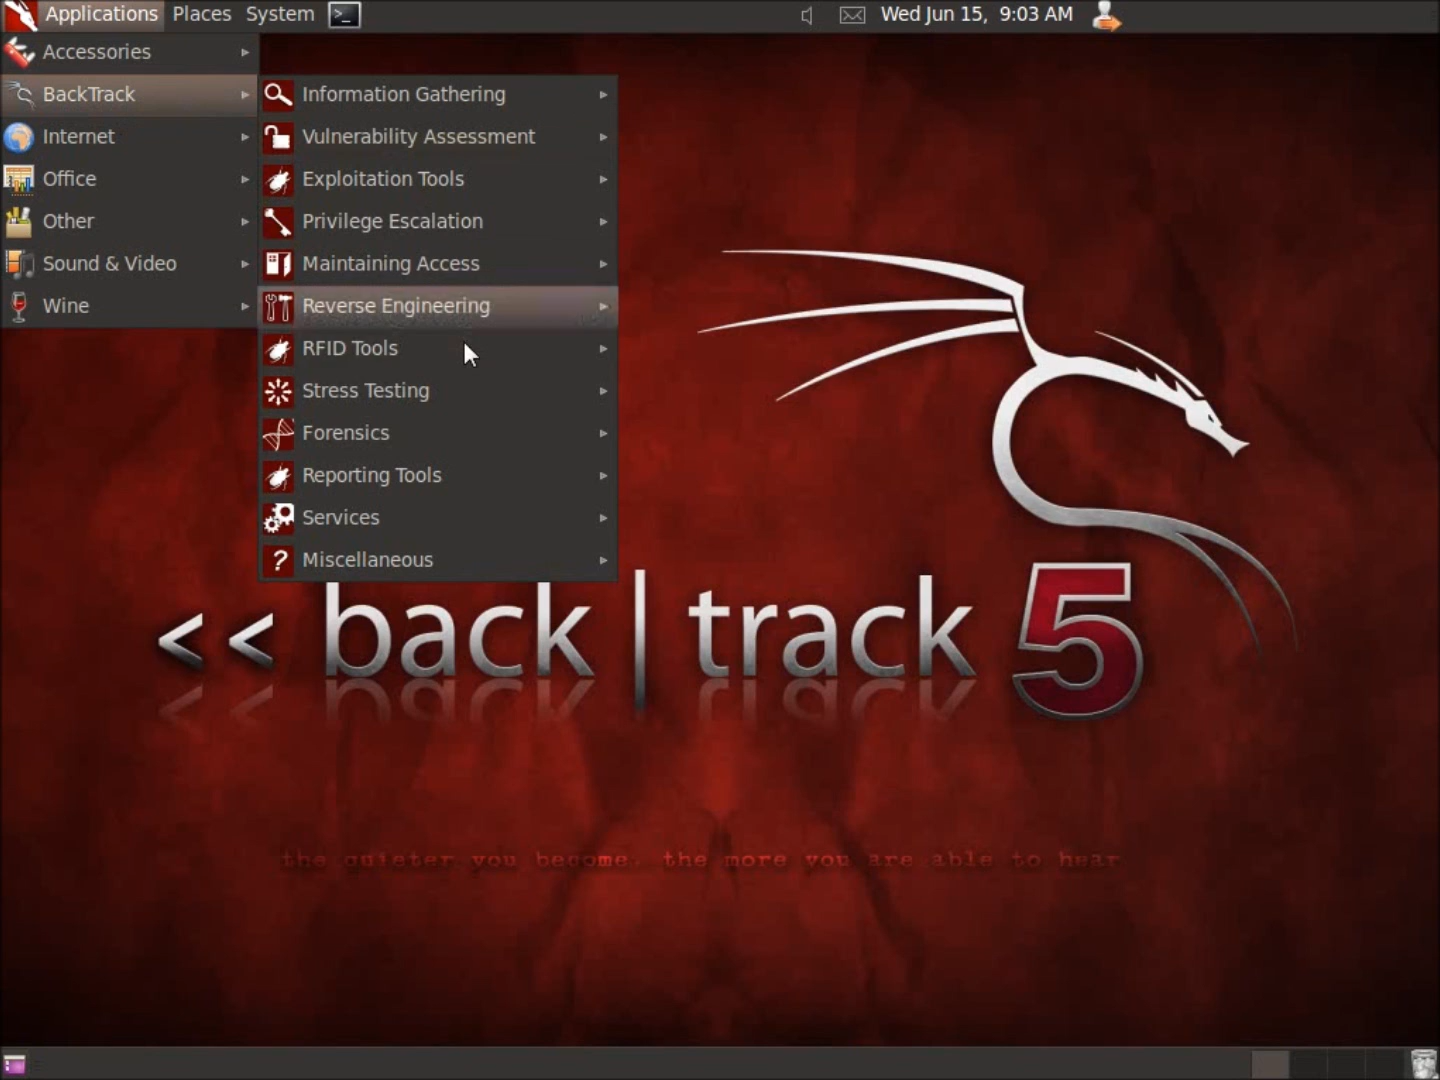 Applications Places System Wed Jun 15, 9:03 AM
Accessories
BackTrack
Internet
Office
Other
Sound & Video
Wine
Information Gathering
Vulnerability Assessment
Exploitation Tools
Privilege Escalation
Maintaining Access
Reverse Engineering
RFID Tools
Stress Testing
Forensics
Reporting Tools
Services
Miscellaneous
<< back | track 5
the quieter you become, the more you are able to hear